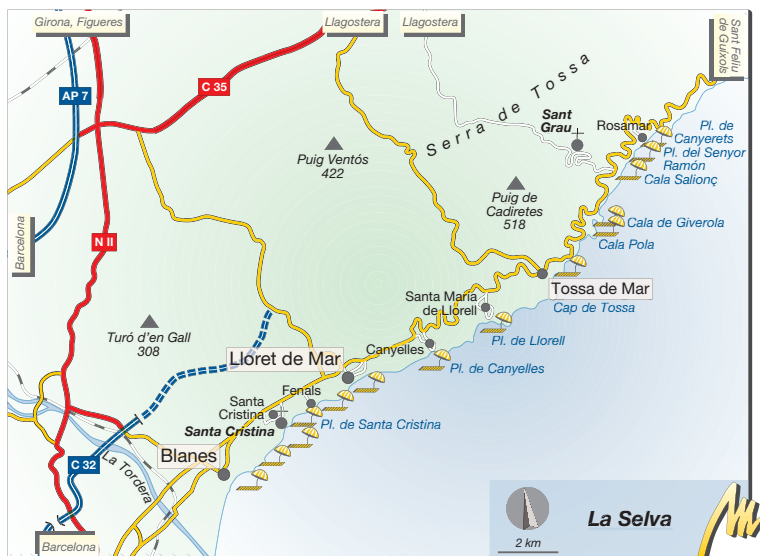 Girona, Figueres
Llagostera
Llagostera
Sant Feliu
de Guíxols
AP 7
C 35
Serra de Tossa
Sant
Grau
Rosamar
Pl. de
Canyerets
Pl. del Senyor
Ramón
Cala Salionç
Puig Ventós
422
Puig de
Cadiretes
518
Cala de Giverola
Cala Pola
Barcelona
N II
Tossa de Mar
Cap de Tossa
Santa Maria
de Llorell
Pl. de Llorell
Turó d'en Gall
308
Canyelles
Lloret de Mar
Pl. de Canyelles
Fenals
Santa
Cristina
Santa Cristina
Pl. de Santa Cristina
Blanes
C 32
La Tordera
Barcelona
2 km
La Selva